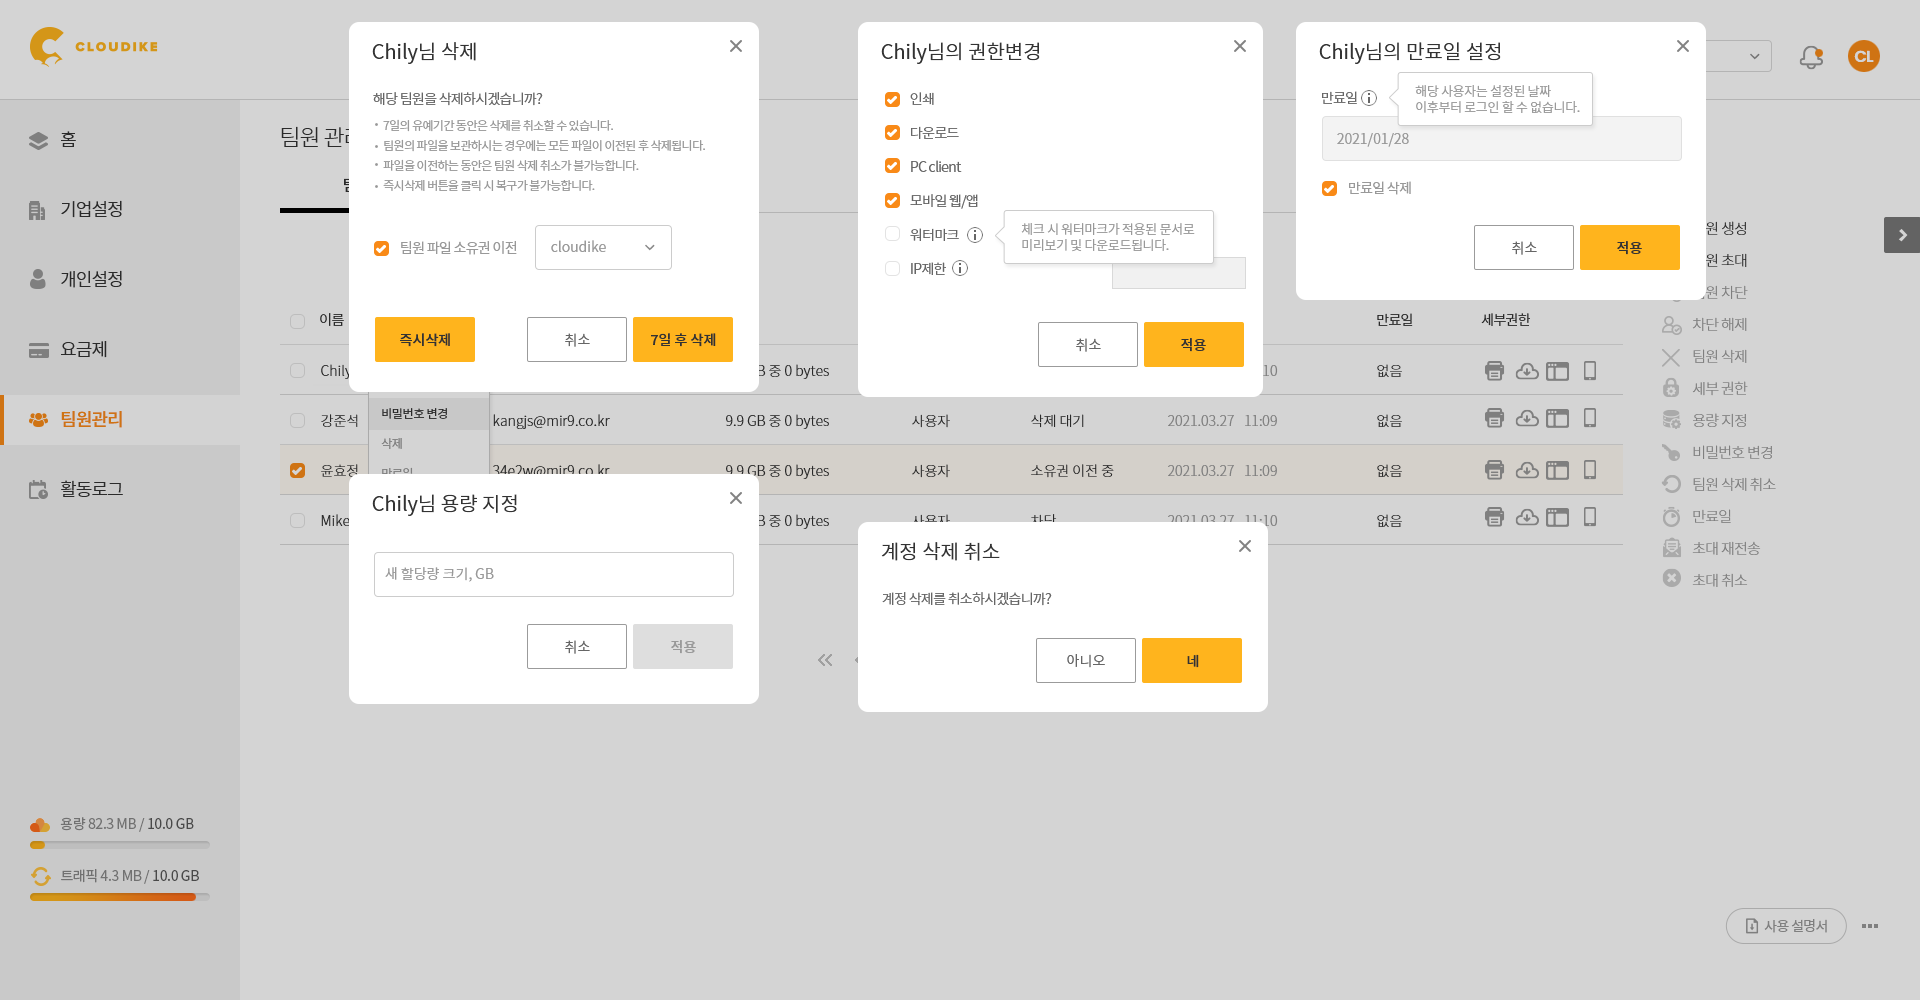 CLOUDIKE
CL
홈
기업설정
개인설정
요금제
팀원관리
활동로그
용량 82.3 MB / 10.0 GB
트래픽 4.3 MB / 10.0 GB
팀원
Chily님 삭제
해당 팀원을 삭제하시겠습니까?
• 7일의 유예기간 동안은 삭제를 취소할 수 있습니다.
• 팀원의 파일을 보관하시는 경우에는 모든 파일이 이전된 후 삭제됩니다.
• 파일을 이전하는 동안은 팀원 삭제 취소가 불가능합니다.
• 즉시삭제 버튼을 클릭 시 복구가 불가능합니다.
팀원 파일 소유권 이전
cloudike
즉시삭제
취소
7일 후 삭제
Chily님의 권한변경
인쇄
다운로드
PC client
모바일 웹/앱
워터마크
체크 시 워터마크가 적용된 문서로
미리보기 및 다운로드됩니다.
IP제한
취소
적용
Chily님의 만료일 설정
만료일
해당 사용자는 설정된 날짜
이후부터 로그인 할 수 없습니다.
2021/01/28
만료일 삭제
취소
적용
이름
만료일
세부권한
Chily
B 중 0 bytes
10
없음
강준석
kangjs@mir9.co.kr
9.9 GB 중 0 bytes
사용자
삭제 대기
2021.03.27 11:09
없음
윤효정
34e2w@mir9.co.kr
9.9 GB 중 0 bytes
사용자
소유권 이전 중
2021.03.27 11:09
없음
Mike
B 중 0 bytes
사용자
차단
2021.03.27 11:10
없음
비밀번호 변경
삭제
만료일
Chily님 용량 지정
새 할당량 크기, GB
취소
적용
계정 삭제 취소
계정 삭제를 취소하시겠습니까?
아니오
네
원 생성
원 초대
원 차단
차단 해제
팀원 삭제
세부 권한
용량 지정
비밀번호 변경
팀원 삭제 취소
만료일
초대 재전송
초대 취소
사용 설명서